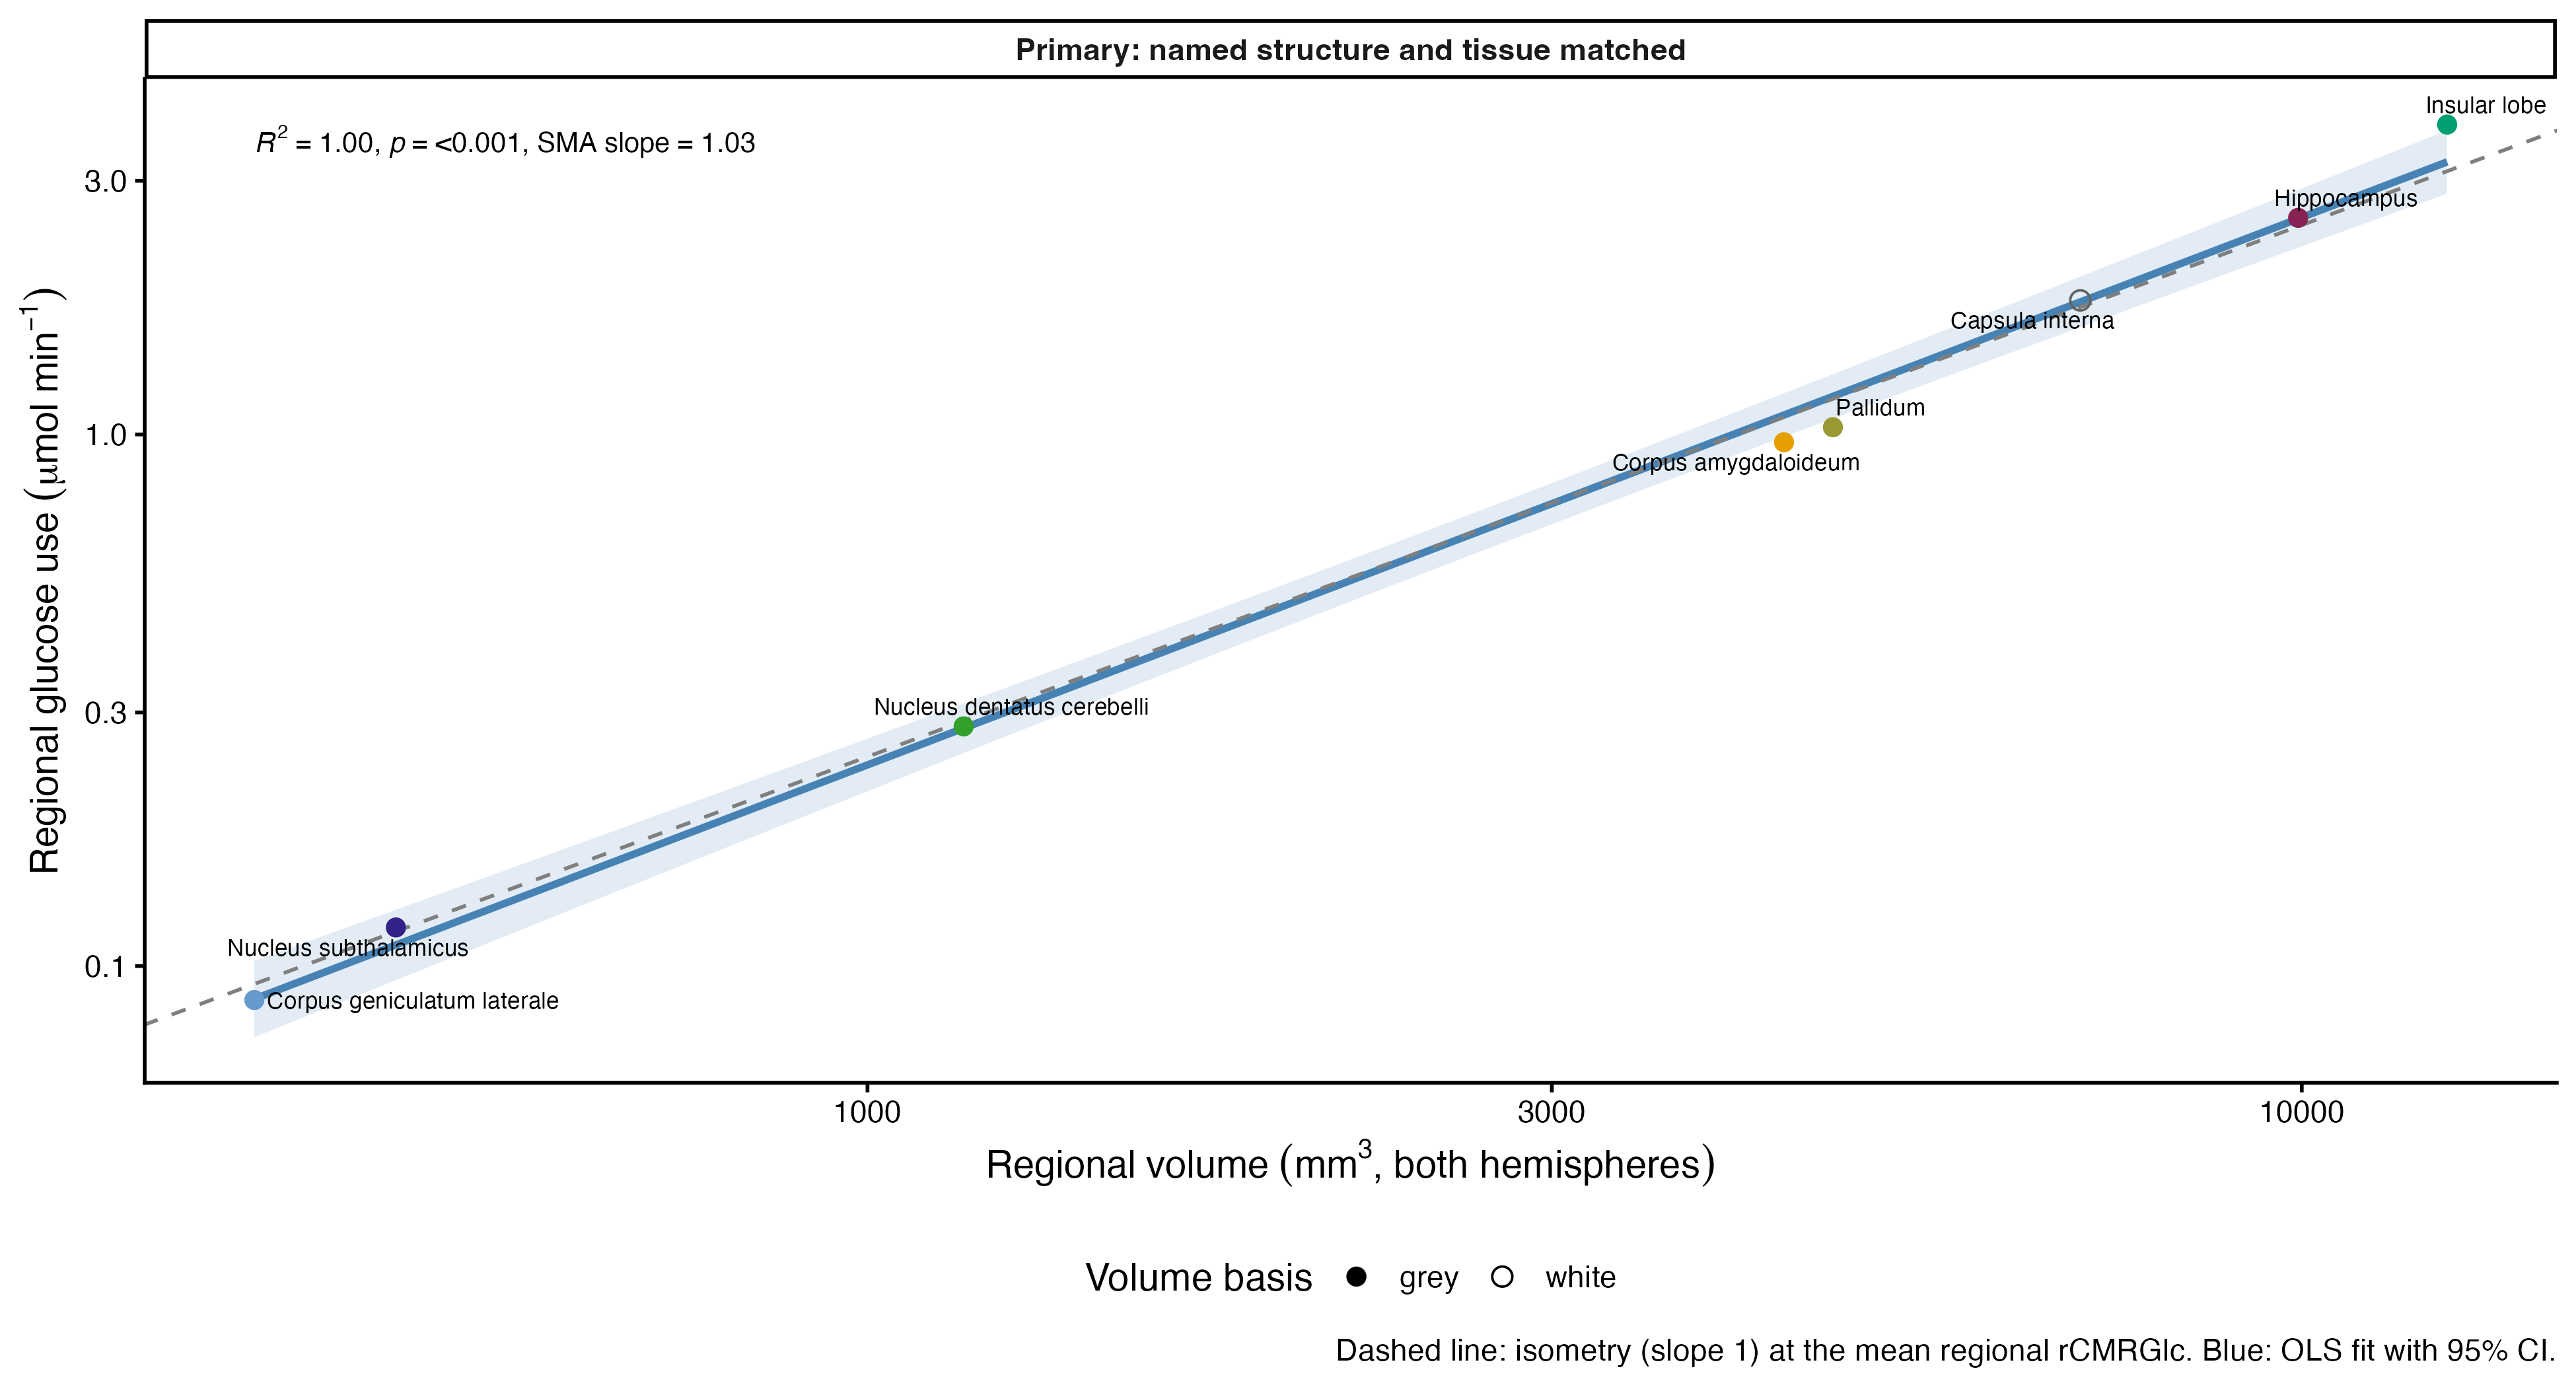 Primary: named structure and tissue matched
R² = 1.00, p = <0.001, SMA slope = 1.03
Insular lobe
Hippocampus
Capsula interna
Pallidum
Corpus amygdaloideum
Nucleus dentatus cerebelli
Nucleus subthalamicus
Corpus geniculatum laterale
Regional glucose use (μmol min⁻¹)
3.0
1.0
0.3
0.1
1000 3000 10000
Regional volume (mm³, both hemispheres)
Volume basis grey white
Dashed line: isometry (slope 1) at the mean regional rCMRGlc. Blue: OLS fit with 95% CI.